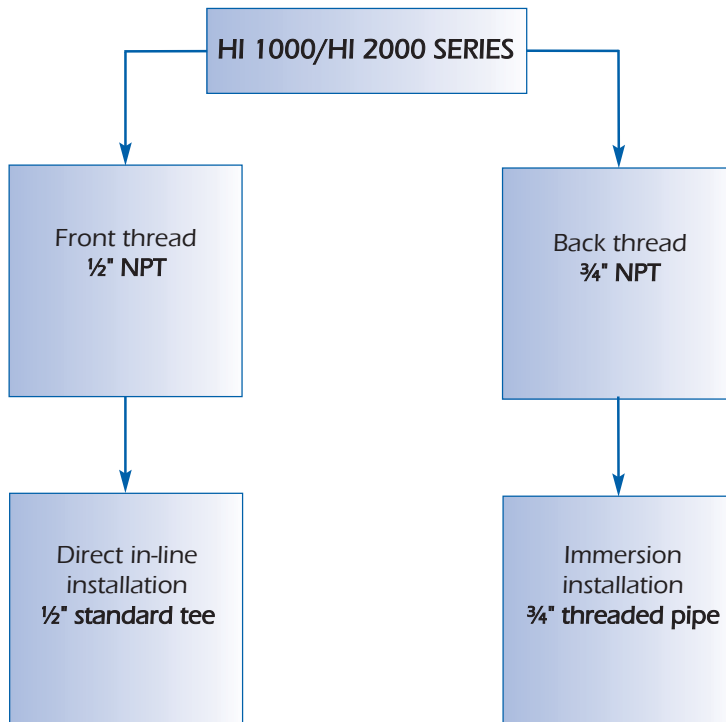 HI 1000/HI 2000 SERIES
Front thread
½" NPT
Back thread
¾" NPT
Direct in-line
installation
½" standard tee
Immersion
installation
¾" threaded pipe